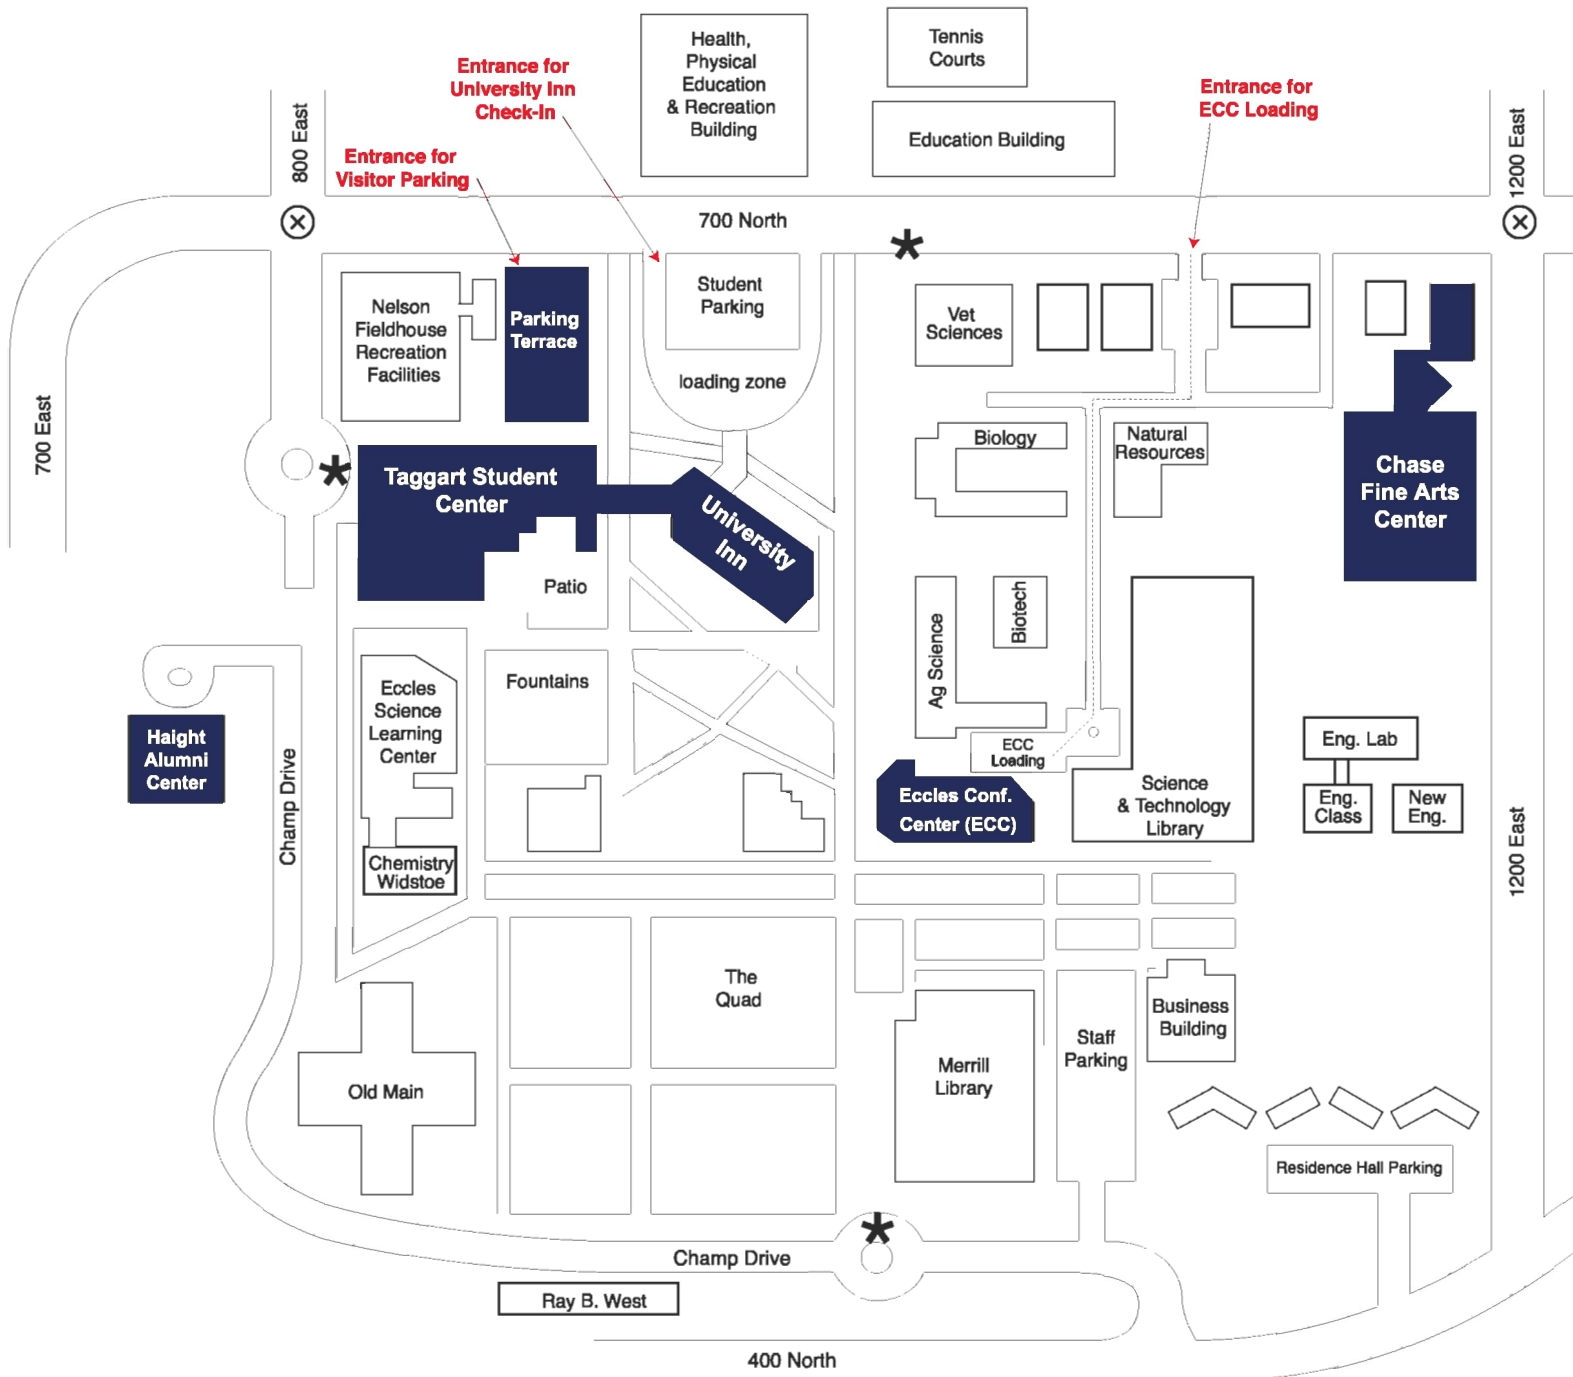 Health,
Physical
Education
& Recreation
Building
Tennis
Courts
Education Building
Entrance for
University Inn
Check-In
Entrance for
Visitor Parking
Entrance for
ECC Loading
800 East
1200 East
700 North
700 East
Nelson
Fieldhouse
Recreation
Facilities
Parking
Terrace
Student
Parking
loading zone
Vet
Sciences
Biology
Natural
Resources
Chase
Fine Arts
Center
Taggart Student
Center
University
Inn
Patio
Ag Science
Biotech
Fountains
Eccles
Science
Learning
Center
Haight
Alumni
Center
Champ Drive
ECC
Loading
Eccles Conf.
Center (ECC)
Science
& Technology
Library
Eng. Lab
Eng.
Class
New
Eng.
1200 East
Chemistry
Widstoe
The
Quad
Old Main
Merrill
Library
Staff
Parking
Business
Building
Residence Hall Parking
Champ Drive
Ray B. West
400 North